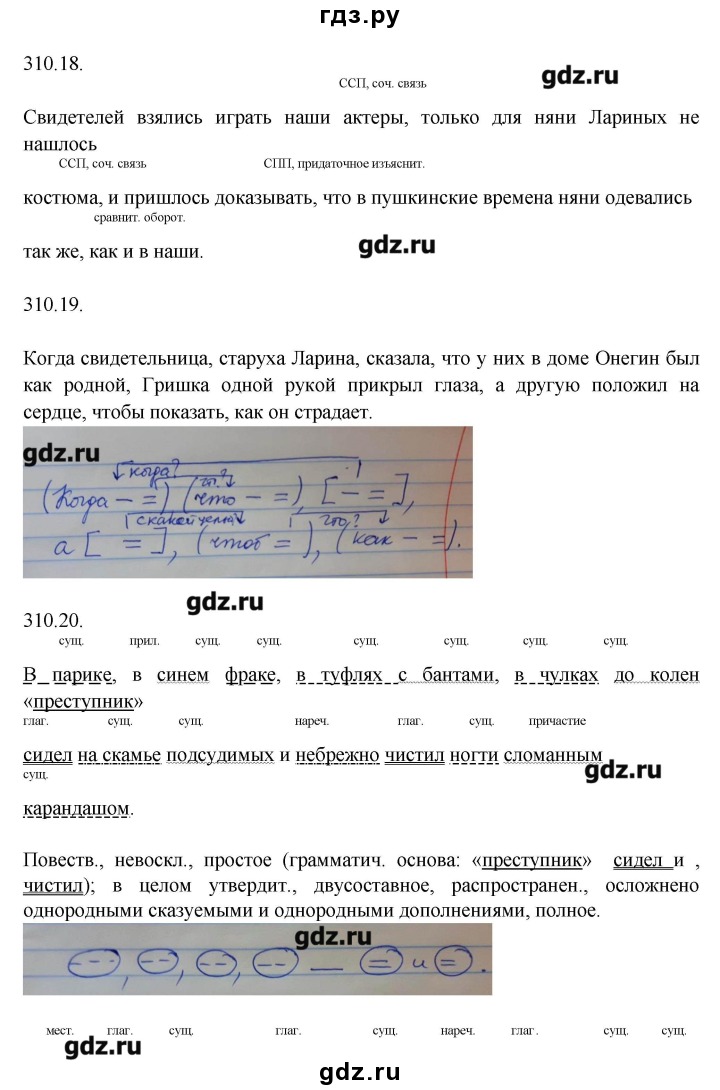 гдз.ру
310.18.
gdz.ru
ССП, соч. связь
Свидетелей взялись играть наши актеры, только для няни Лариных не
нашлось
ССП, соч. связь СПП, придаточное изъяснит.
костюма, и пришлось доказывать, что в пушкинские времена няни одевались
сравнит. оборот.
так же, как и в наши.
gdz.ru
310.19.
Когда свидетельница, старуха Ларина, сказала, что у них в доме Онегин был
как родной, Гришка одной рукой прикрыл глаза, а другую положил на
сердце, чтобы показать, как он страдает.
gdz.ru
когда? что?
(Когда – =) (что – =), [ – = ],
с какой целью что?
а [ = ], (чтоб = ), (как – =).
gdz.ru
310.20.
сущ. прил. сущ. сущ. сущ. сущ. сущ. сущ.
В парике, в синем фраке, в туфлях с бантами, в чулках до колен
«преступник»
глаг. сущ. сущ. нареч. глаг. сущ. причастие
сидел на скамье подсудимых и небрежно чистил ногти сломанным
gdz.ru
сущ.
карандашом.
Повеств., невоскл., простое (грамматич. основа: «преступник» сидел и ,
чистил); в целом утвердит., двусоставное, распространен., осложнено
однородными сказуемыми и однородными дополнениями, полное.
gdz.ru
, , , — = и = .
мест. глаг. сущ. глаг. сущ. нареч. глаг. сущ. сущ.
gdz.ru
gdz.ru